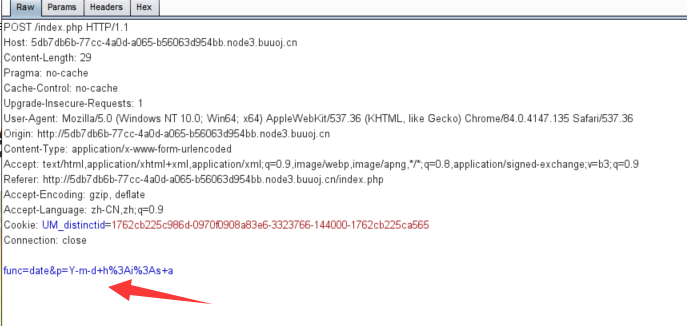 Raw Params Headers Hex
POST /index.php HTTP/1.1
Host: 5db7db6b-77cc-4a0d-a065-b56063d954bb.node3.buuoj.cn
Content-Length: 29
Pragma: no-cache
Cache-Control: no-cache
Upgrade-Insecure-Requests: 1
User-Agent: Mozilla/5.0 (Windows NT 10.0; Win64; x64) AppleWebKit/537.36 (KHTML, like Gecko) Chrome/84.0.4147.135 Safari/537.36
Origin: http://5db7db6b-77cc-4a0d-a065-b56063d954bb.node3.buuoj.cn
Content-Type: application/x-www-form-urlencoded
Accept: text/html,application/xhtml+xml,application/xml;q=0.9,image/webp,image/apng,*/*;q=0.8,application/signed-exchange;v=b3;q=0.9
Referer: http://5db7db6b-77cc-4a0d-a065-b56063d954bb.node3.buuoj.cn/index.php
Accept-Encoding: gzip, deflate
Accept-Language: zh-CN,zh;q=0.9
Cookie: UM_distinctid=1762cb225c986d-0970f0908a83e6-3323766-144000-1762cb225ca565
Connection: close
func=date&p=Y-m-d+h%3Ai%3As+a